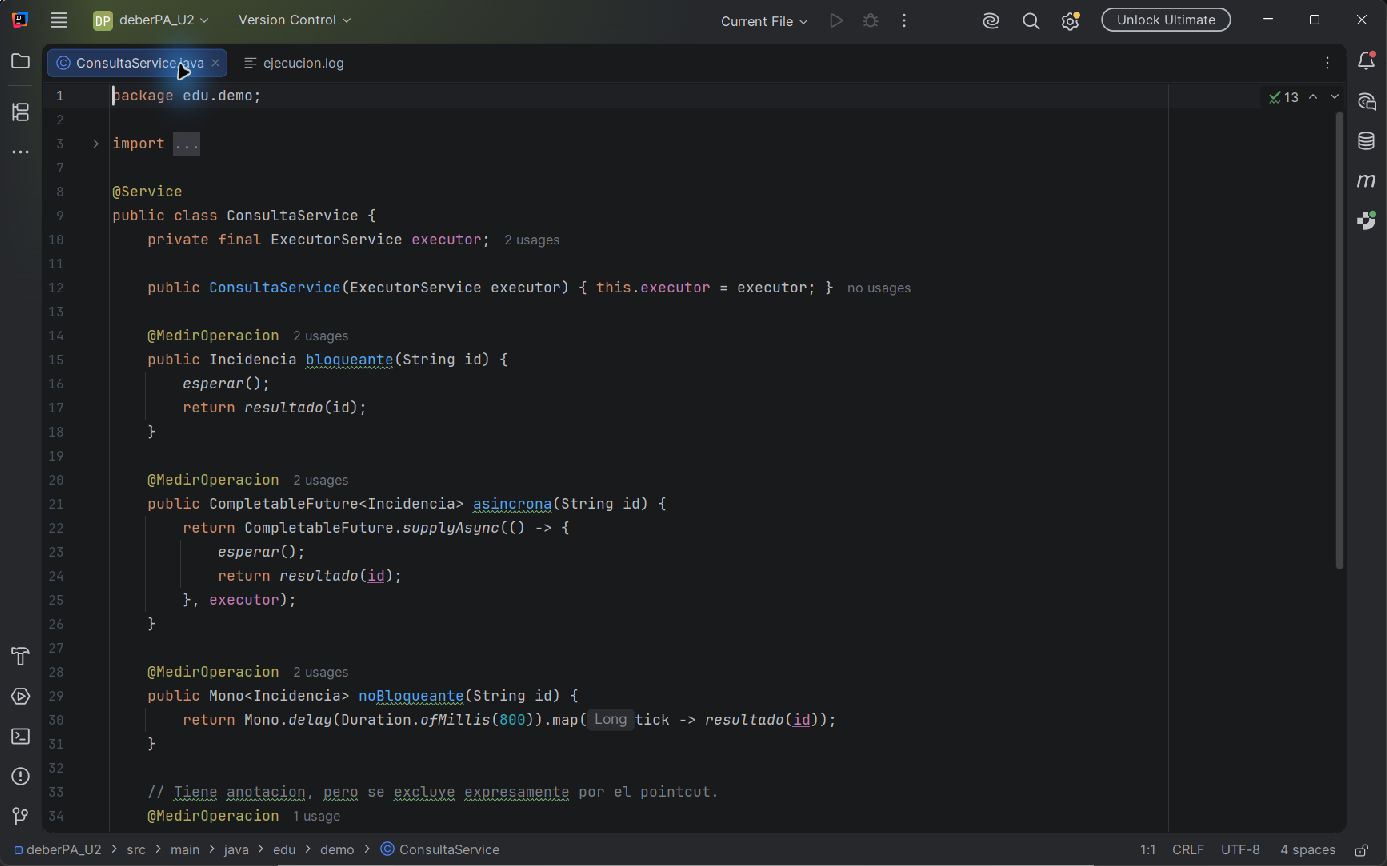 DP deberPA_U2 Version Control Current File Unlock Ultimate
ConsultaService.java ejecucion.log
1 package edu.demo; 13
2
3 import ...
7
8 @Service
9 public class ConsultaService {
10 private final ExecutorService executor; 2 usages
11
12 public ConsultaService(ExecutorService executor) { this.executor = executor; } no usages
13
14 @MedirOperacion 2 usages
15 public Incidencia bloqueante(String id) {
16 esperar();
17 return resultado(id);
18 }
19
20 @MedirOperacion 2 usages
21 public CompletableFuture<Incidencia> asincrona(String id) {
22 return CompletableFuture.supplyAsync(() -> {
23 esperar();
24 return resultado(id);
25 }, executor);
26 }
27
28 @MedirOperacion 2 usages
29 public Mono<Incidencia> noBloqueante(String id) {
30 return Mono.delay(Duration.ofMillis(800)).map( Long tick -> resultado(id));
31 }
32
33 // Tiene anotacion, pero se excluye expresamente por el pointcut.
34 @MedirOperacion 1 usage
deberPA_U2 > src > main > java > edu > demo > ConsultaService 1:1 CRLF UTF-8 4 spaces